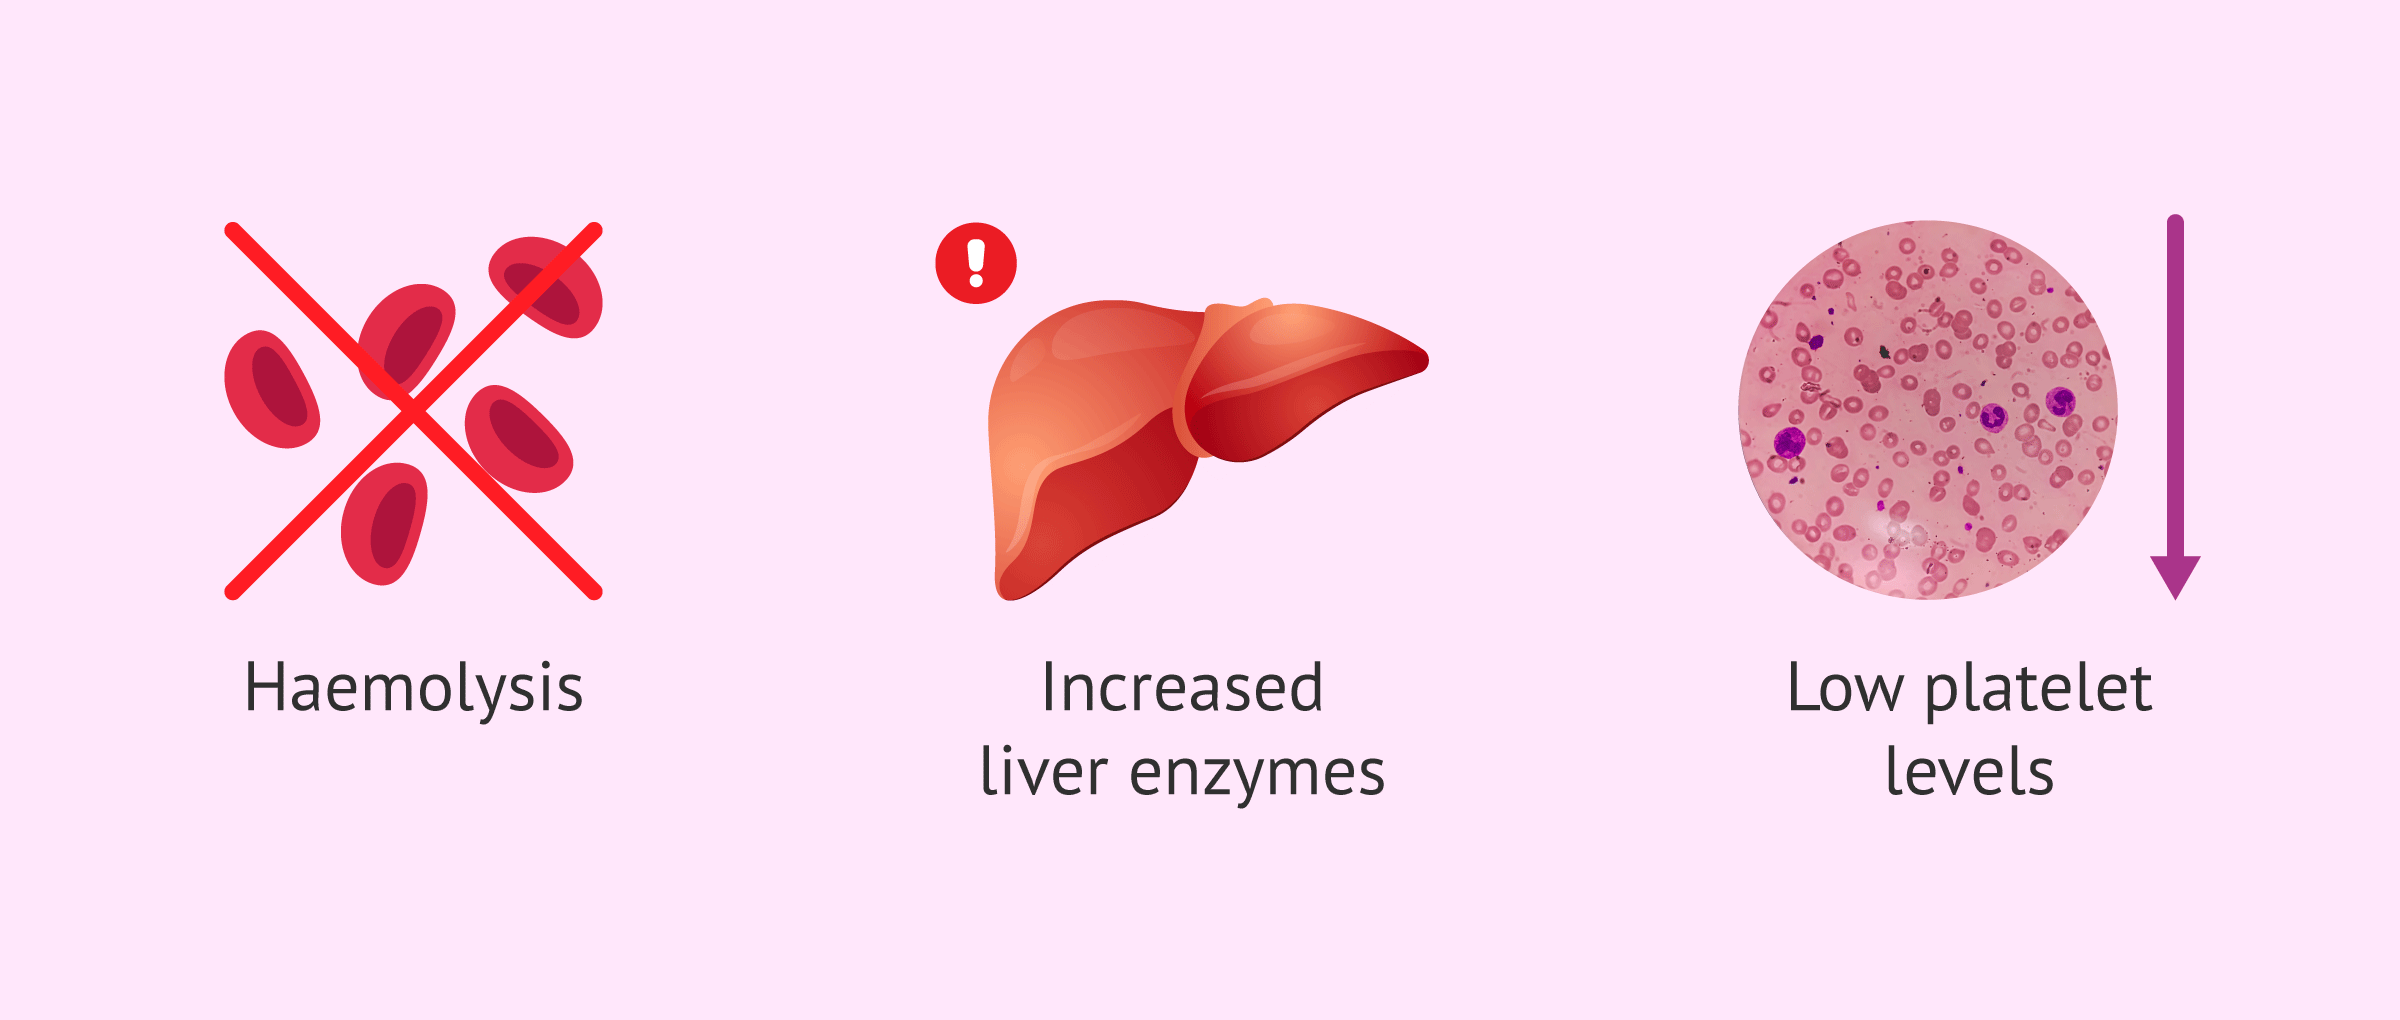 Haemolysis
Increased
liver enzymes
Low platelet
levels